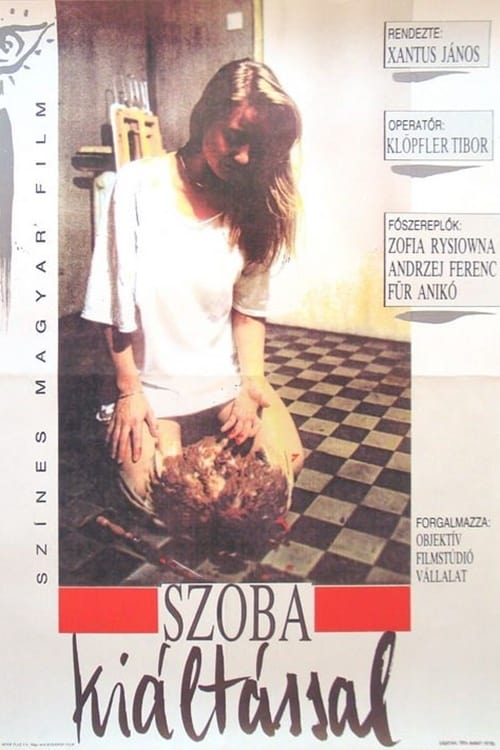 RENDEZTE:
XANTUS JÁNOS
OPERATŐR:
KLÖPFLER TIBOR
FŐSZEREPLŐK:
ZOFIA RYSIOWNA
ANDRZEJ FERENC
FÜR ANIKÓ
SZÍNES MAGYAR FILM
FORGALMAZZA:
OBJEKTÍV
FILMSTÚDIÓ
VÁLLALAT
SZOBA
kiáltással